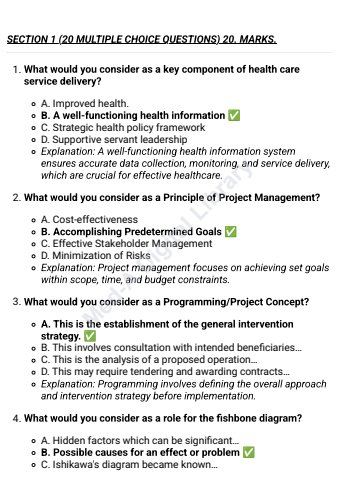 SECTION 1 (20 MULTIPLE CHOICE QUESTIONS) 20. MARKS.
1. What would you consider as a key component of health care
service delivery?
A. Improved health.
B. A well-functioning health information ✅
C. Strategic health policy framework
D. Supportive servant leadership
Explanation: A well-functioning health information system
ensures accurate data collection, monitoring, and service delivery,
which are crucial for effective healthcare.
2. What would you consider as a Principle of Project Management?
A. Cost-effectiveness
B. Accomplishing Predetermined Goals ✅
C. Effective Stakeholder Management
D. Minimization of Risks
Explanation: Project management focuses on achieving set goals
within scope, time, and budget constraints.
3. What would you consider as a Programming/Project Concept?
A. This is the establishment of the general intervention
strategy. ✅
B. This involves consultation with intended beneficiaries...
C. This is the analysis of a proposed operation...
D. This may require tendering and awarding contracts...
Explanation: Programming involves defining the overall approach
and intervention strategy before implementation.
4. What would you consider as a role for the fishbone diagram?
A. Hidden factors which can be significant...
B. Possible causes for an effect or problem ✅
C. Ishikawa's diagram became known...
Library